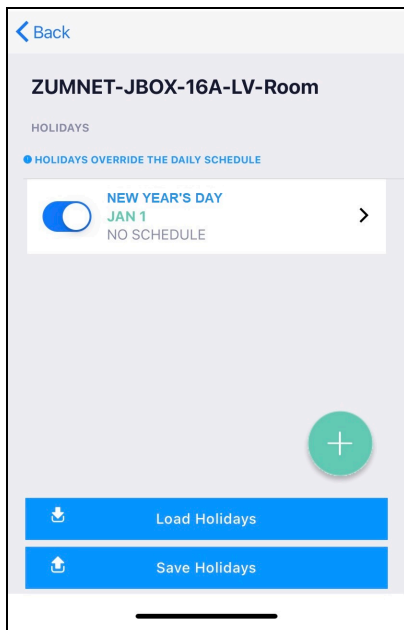 Back
ZUMNET-JBOX-16A-LV-Room
HOLIDAYS
HOLIDAYS OVERRIDE THE DAILY SCHEDULE
NEW YEAR'S DAY
JAN 1
NO SCHEDULE
Load Holidays
Save Holidays